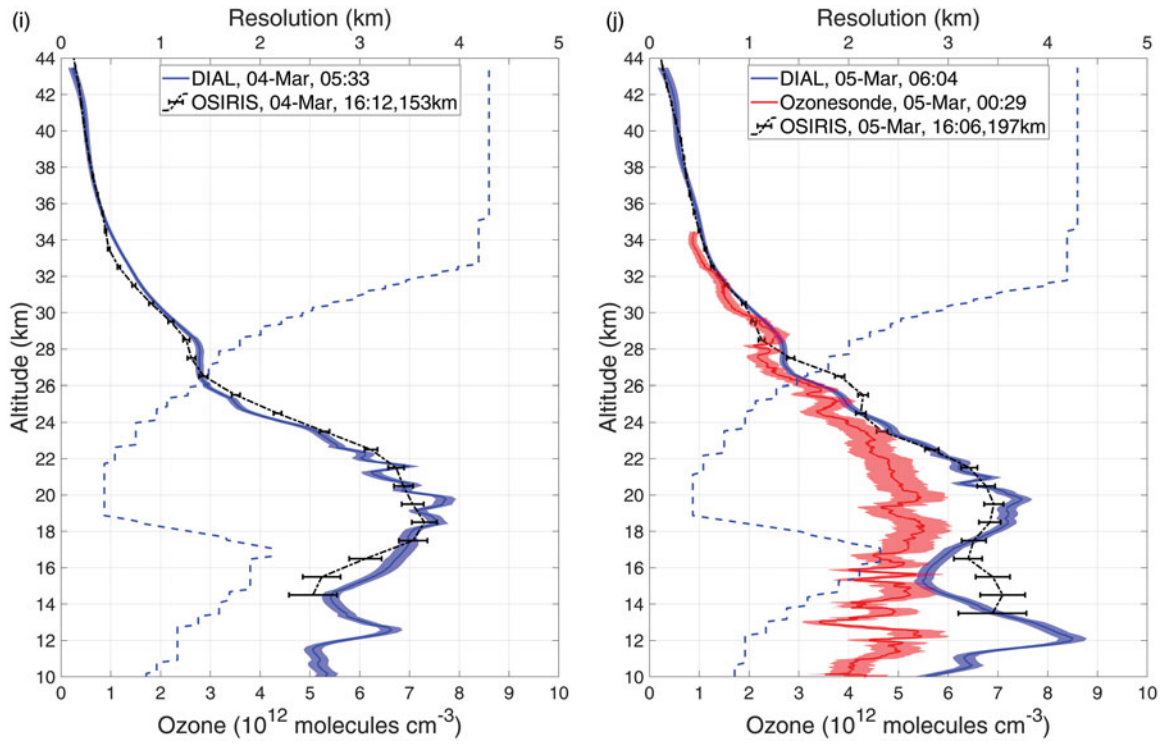 (i)
Resolution (km)
0 1 2 3 4 5
DIAL, 04-Mar, 05:33
OSIRIS, 04-Mar, 16:12,153km
44
42
40
38
36
34
32
30
28
26
24
22
20
18
16
14
12
10
Altitude (km)
0 1 2 3 4 5 6 7 8 9 10
Ozone (10¹² molecules cm⁻³)
(j)
Resolution (km)
0 1 2 3 4 5
DIAL, 05-Mar, 06:04
Ozonesonde, 05-Mar, 00:29
OSIRIS, 05-Mar, 16:06,197km
44
42
40
38
36
34
32
30
28
26
24
22
20
18
16
14
12
10
Altitude (km)
0 1 2 3 4 5 6 7 8 9 10
Ozone (10¹² molecules cm⁻³)